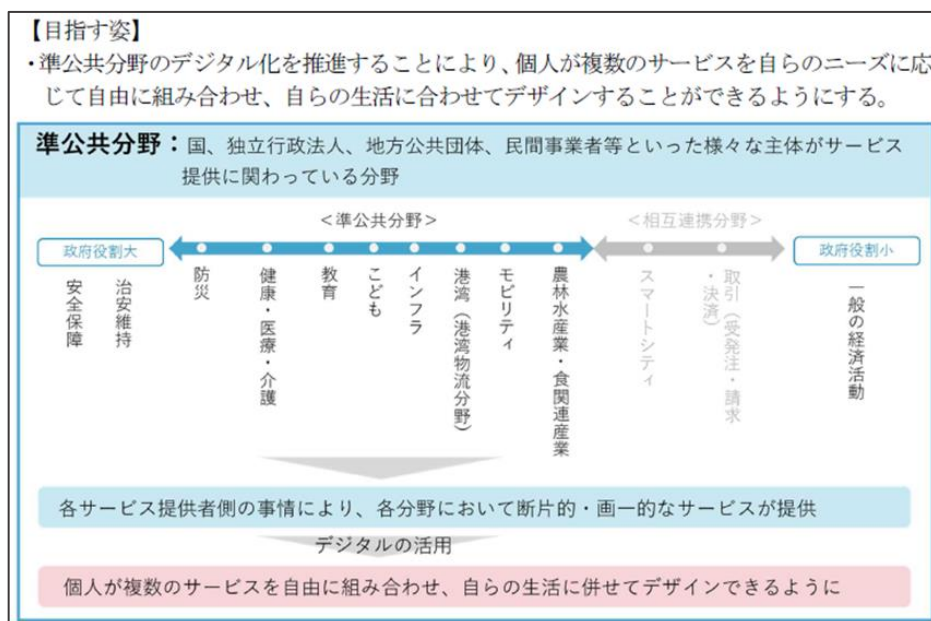 【目指す姿】
・準公共分野のデジタル化を推進することにより、個人が複数のサービスを自らのニーズに応
じて自由に組み合わせ、自らの生活に合わせてデザインすることができるようにする。
準公共分野：国、独立行政法人、地方公共団体、民間事業者等といった様々な主体がサービス
提供に関わっている分野
＜準公共分野＞
＜相互連携分野＞
政府役割大
政府役割小
安全保障
治安維持
防災
健康・医療・介護
教育
こども
インフラ
港湾（港湾物流分野）
モビリティ
農林水産業・食関連産業
スマートシティ
取引（受発注・請求
・決済）
一般の経済活動
各サービス提供者側の事情により、各分野において断片的・画一的なサービスが提供
デジタルの活用
個人が複数のサービスを自由に組み合わせ、自らの生活に併せてデザインできるように